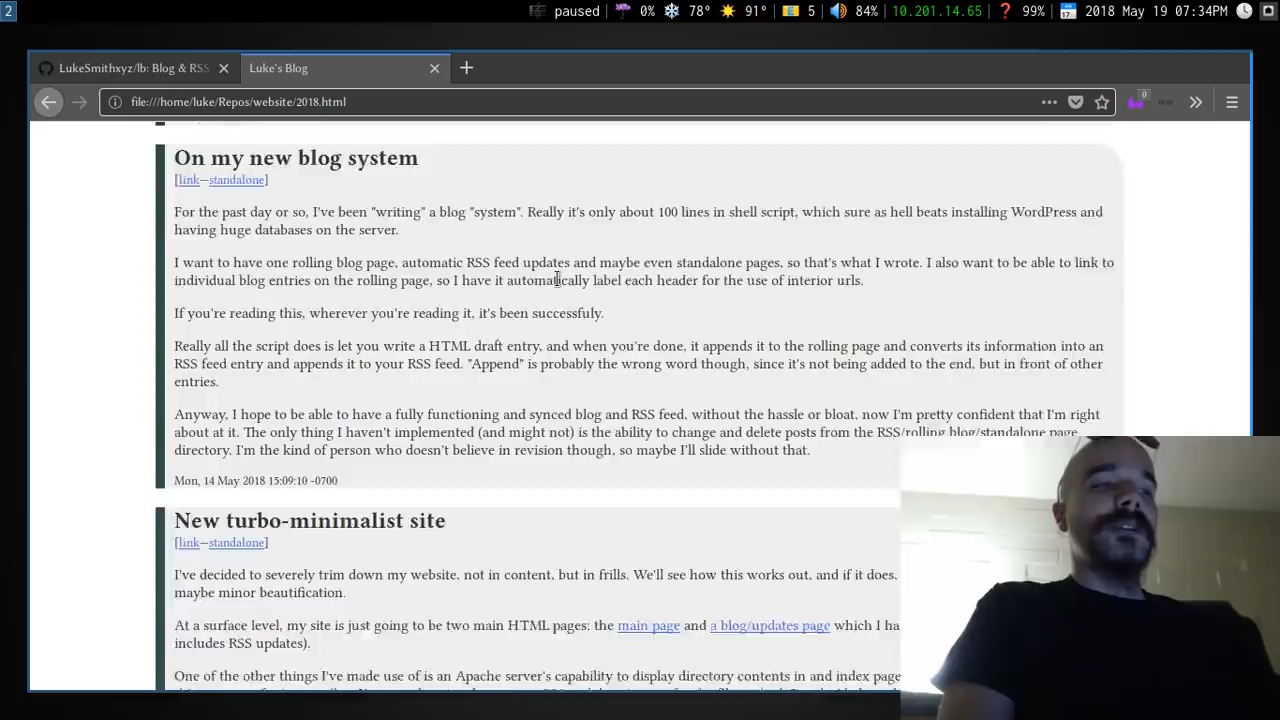 2 paused 0% 78° 91° 5 84% 10.201.14.65 99% 2018 May 19 07:34PM
LukeSmithxyz/lb: Blog & RSS Luke's Blog
file:///home/luke/Repos/website/2018.html 0
On my new blog system
[link—standalone]
For the past day or so, I've been "writing" a blog "system". Really it's only about 100 lines in shell script, which sure as hell beats installing WordPress and
having huge databases on the server.
I want to have one rolling blog page, automatic RSS feed updates and maybe even standalone pages, so that's what I wrote. I also want to be able to link to
individual blog entries on the rolling page, so I have it automatically label each header for the use of interior urls.
If you're reading this, wherever you're reading it, it's been successfuly.
Really all the script does is let you write a HTML draft entry, and when you're done, it appends it to the rolling page and converts its information into an
RSS feed entry and appends it to your RSS feed. "Append" is probably the wrong word though, since it's not being added to the end, but in front of other
entries.
Anyway, I hope to be able to have a fully functioning and synced blog and RSS feed, without the hassle or bloat, now I'm pretty confident that I'm right
about at it. The only thing I haven't implemented (and might not) is the ability to change and delete posts from the RSS/rolling blog/standalone page
directory. I'm the kind of person who doesn't believe in revision though, so maybe I'll slide without that.
Mon, 14 May 2018 15:09:10 -0700
New turbo-minimalist site
[link—standalone]
I've decided to severely trim down my website, not in content, but in frills. We'll see how this works out, and if it does,
maybe minor beautification.
At a surface level, my site is just going to be two main HTML pages: the main page and a blog/updates page which I ha
includes RSS updates).
One of the other things I've made use of is an Apache server's capability to display directory contents in and index page